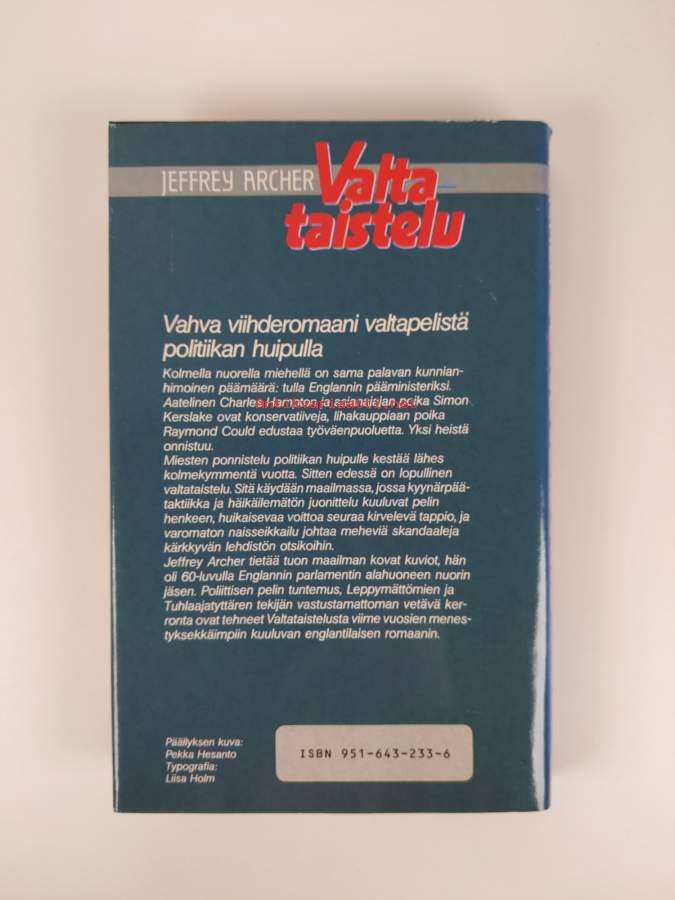 JEFFREY ARCHER Valta-
taistelu
Vahva viihderomaani valtapelistä
politiikan huipulla
Kolmella nuorella miehellä on sama palavan kunnian-
himoinen päämäärä: tulla Englannin pääministeriksi.
Aatelinen Charles Hampton ja asianajajan poika Simon
Kerslake ovat konservatiiveja, lihakauppiaan poika
Raymond Could edustaa työväenpuoluetta. Yksi heistä
onnistuu.
Miesten ponnistelu politiikan huipulle kestää lähes
kolmekymmentä vuotta. Sitten edessä on lopullinen
valtataistelu. Sitä käydään maailmassa, jossa kyynärpää-
taktiikka ja häikäilemätön juonittelu kuuluvat pelin
henkeen, huikaisevaa voittoa seuraa kirvelevä tappio, ja
varomaton naisseikkailu johtaa meheviä skandaaleja
kärkkyvän lehdistön otsikoihin.
Jeffrey Archer tietää tuon maailman kovat kuviot, hän
oli 60-luvulla Englannin parlamentin alahuoneen nuorin
jäsen. Poliittisen pelin tuntemus, Leppymättömien ja
Tuhlaajatyttären tekijän vastustamattoman vetävä ker-
ronta ovat tehneet Valtataistelusta viime vuosien menes-
tyksekkäimpiin kuuluvan englantilaisen romaanin.
Päällyksen kuva:
Pekka Hesanto
Typografia:
Liisa Holm
ISBN 951-643-233-6